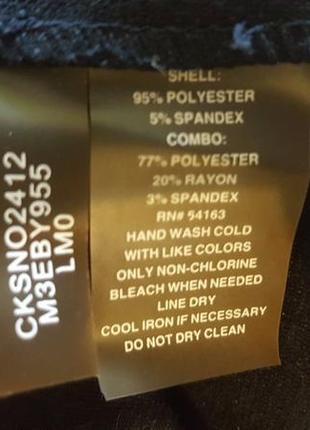 SHELL:
95% POLYESTER
5% SPANDEX
COMBO:
77% POLYESTER
20% RAYON
3% SPANDEX
RN# 54163
HAND WASH COLD
WITH LIKE COLORS
ONLY NON-CHLORINE
BLEACH WHEN NEEDED
LINE DRY
COOL IRON IF NECESSARY
DO NOT DRY CLEAN
CKSNO2412
M3EBY955
LMO